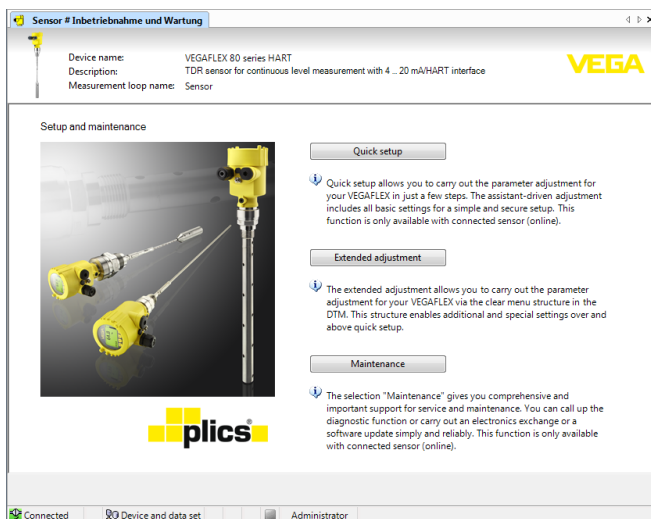 Sensor # Inbetriebnahme und Wartung
Device name: VEGAFLEX 80 series HART
Description: TDR sensor for continuous level measurement with 4 .. 20 mA/HART interface
Measurement loop name: Sensor
VEGA
Setup and maintenance
Quick setup
Quick setup allows you to carry out the parameter adjustment for
your VEGAFLEX in just a few steps. The assistant-driven adjustment
includes all basic settings for a simple and secure setup. This
function is only available with connected sensor (online).
Extended adjustment
The extended adjustment allows you to carry out the parameter
adjustment for your VEGAFLEX via the clear menu structure in the
DTM. This structure enables additional and special settings over and
above quick setup.
Maintenance
The selection "Maintenance" gives you comprehensive and
important support for service and maintenance. You can call up the
diagnostic function or carry out an electronics exchange or a
software update simply and reliably. This function is only available
with connected sensor (online).
plics
Connected Device and data set Administrator